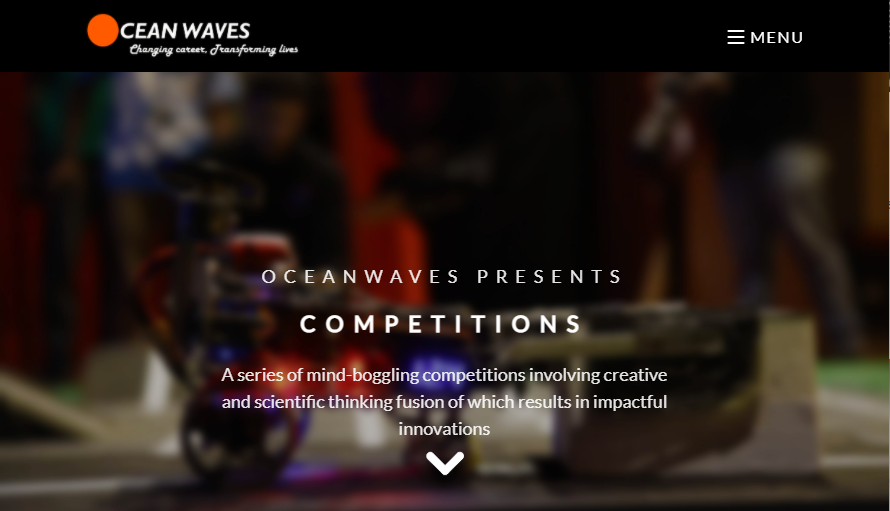 OCEAN WAVES
Changing career, Transforming lives
MENU
OCEANWAVES PRESENTS
COMPETITIONS
A series of mind-boggling competitions involving creative
and scientific thinking fusion of which results in impactful
innovations